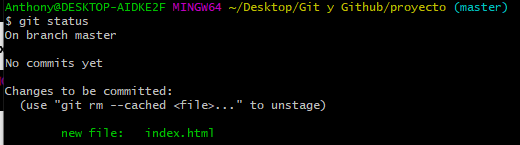 Anthony@DESKTOP-AIDKE2F MINGW64 ~/Desktop/Git y Github/proyecto (master)
$ git status
On branch master
No commits yet
Changes to be committed:
  (use "git rm --cached <file>..." to unstage)
        new file:   index.html